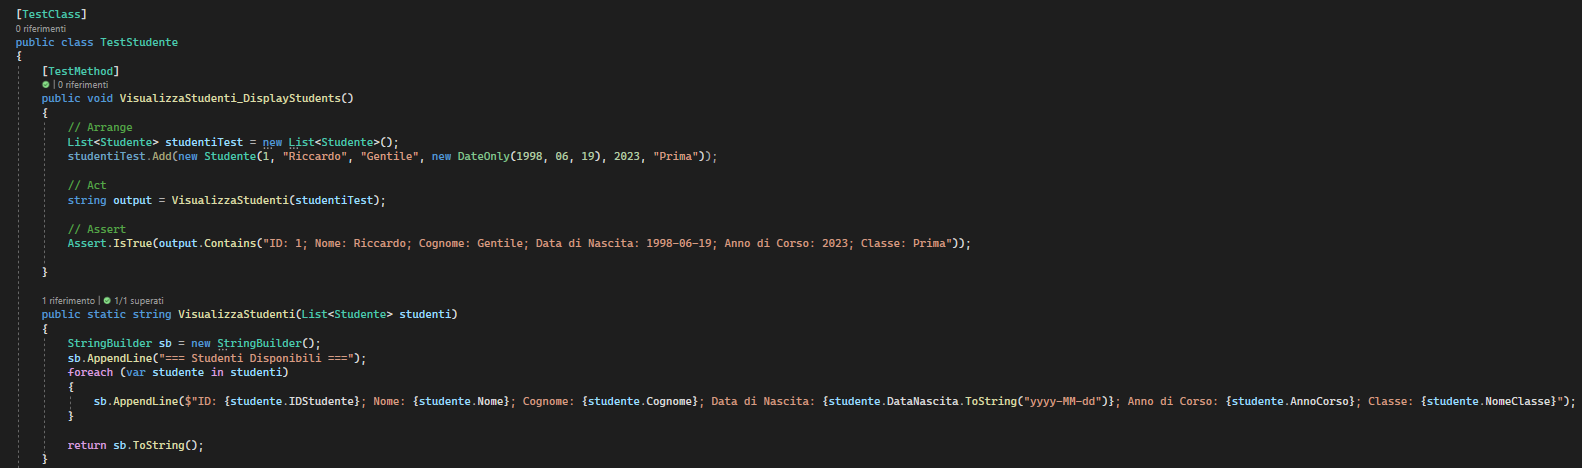 [TestClass]
0 riferimenti
public class TestStudente
{
[TestMethod]
| 0 riferimenti
public void VisualizzaStudenti_DisplayStudents()
{
// Arrange
List<Studente> studentiTest = new List<Studente>();
studentiTest.Add(new Studente(1, "Riccardo", "Gentile", new DateOnly(1998, 06, 19), 2023, "Prima"));
// Act
string output = VisualizzaStudenti(studentiTest);
// Assert
Assert.IsTrue(output.Contains("ID: 1; Nome: Riccardo; Cognome: Gentile; Data di Nascita: 1998-06-19; Anno di Corso: 2023; Classe: Prima"));
}
1 riferimento | 1/1 superati
public static string VisualizzaStudenti(List<Studente> studenti)
{
StringBuilder sb = new StringBuilder();
sb.AppendLine("=== Studenti Disponibili ===");
foreach (var studente in studenti)
{
sb.AppendLine($"ID: {studente.IDStudente}; Nome: {studente.Nome}; Cognome: {studente.Cognome}; Data di Nascita: {studente.DataNascita.ToString("yyyy-MM-dd")}; Anno di Corso: {studente.AnnoCorso}; Classe: {studente.NomeClasse}");
}
return sb.ToString();
}